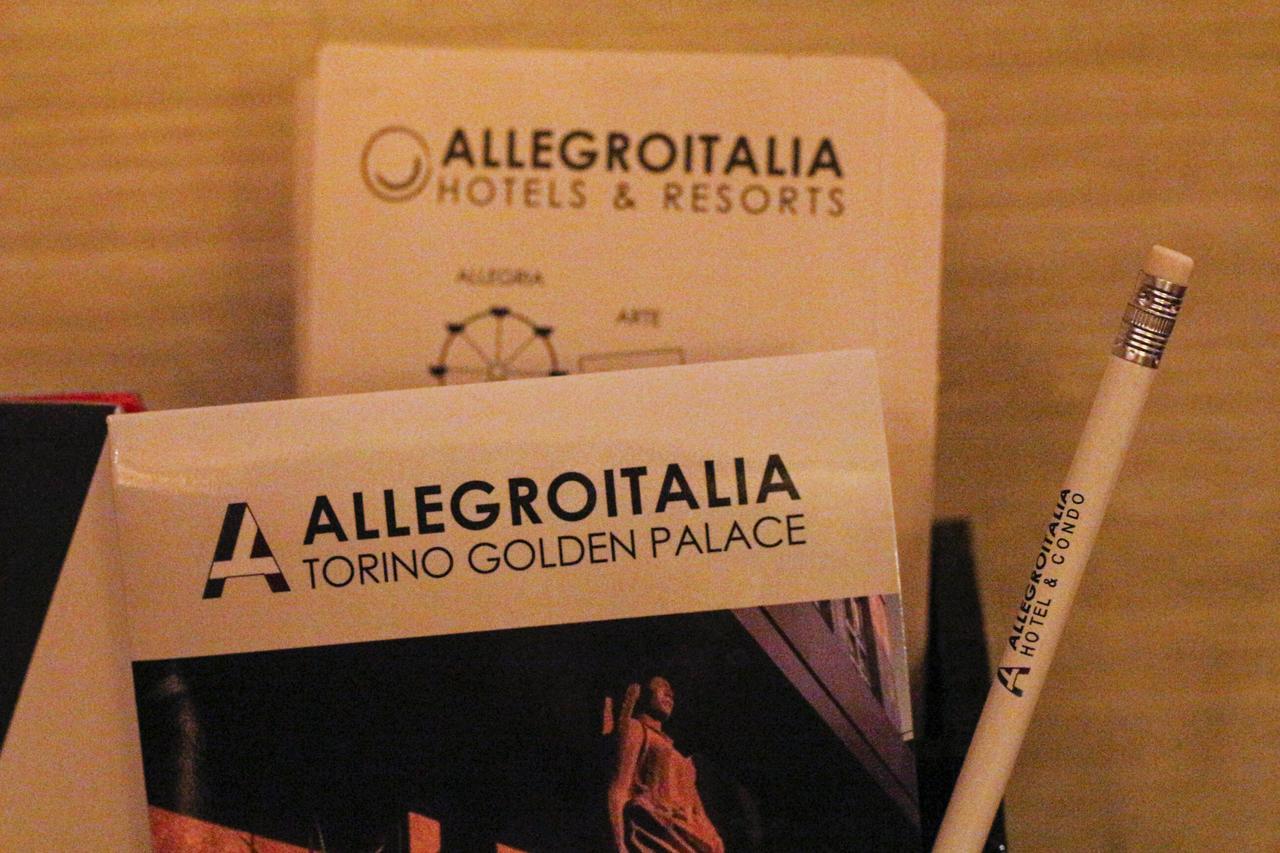 ALLEGROITALIA
HOTELS & RESORTS
ALLEGRIA
ARTE
A ALLEGROITALIA
TORINO GOLDEN PALACE
A ALLEGROITALIA
HOTEL & CONDO